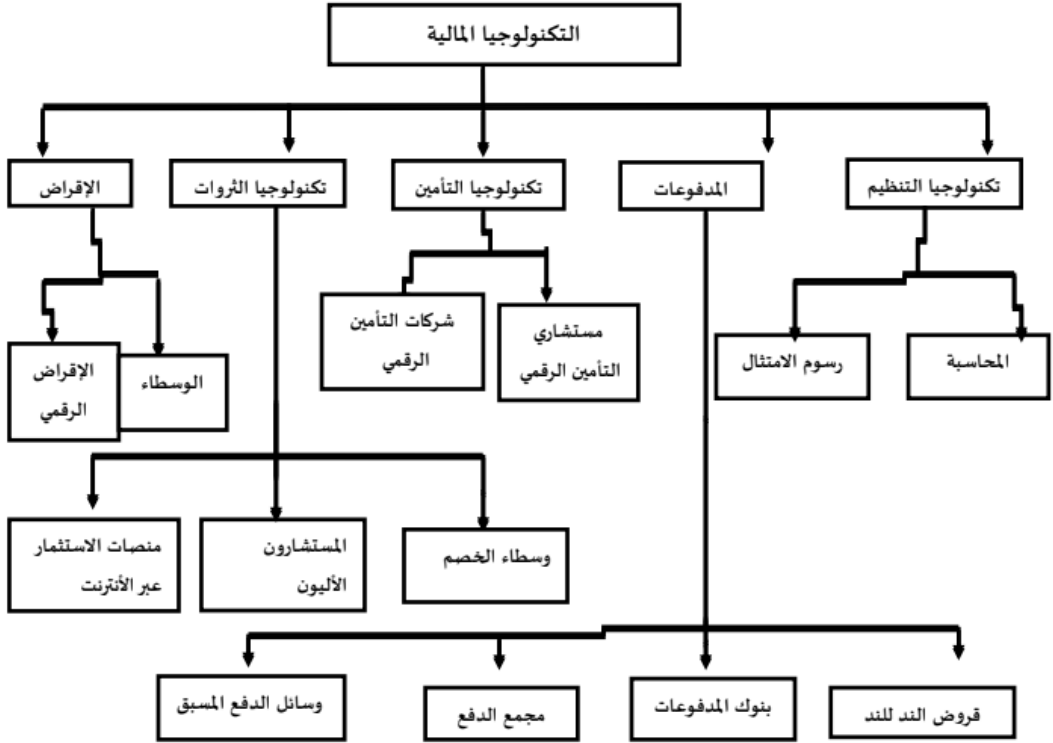 التكنولوجيا المالية
تكنولوجيا التنظيم
المدفوعات
تكنولوجيا التأمين
تكنولوجيا الثروات
الإقراض
المحاسبة
رسوم الامتثال
مستشاري
التأمين الرقمي
شركات التأمين
الرقمي
الوسطاء
الإقراض
الرقمي
وسطاء الخصم
المستشارون
الأليون
منصات الاستثمار
عبر الأنترنت
قروض الند للند
بنوك المدفوعات
مجمع الدفع
وسائل الدفع المسبق